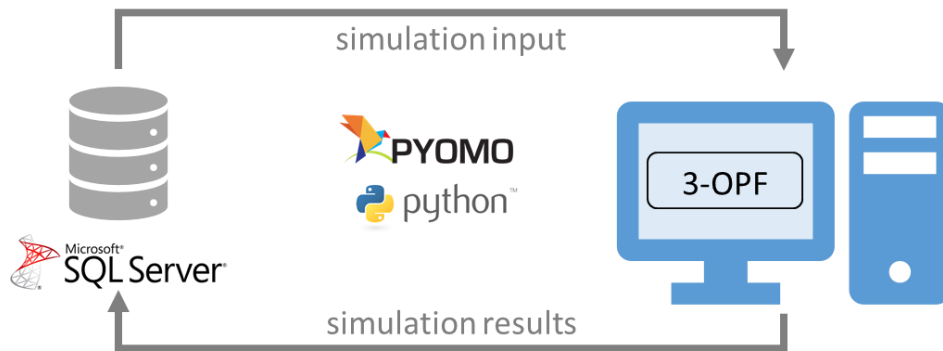 simulation input
PYOMO
python™
3-OPF
Microsoft®
SQL Server®
simulation results